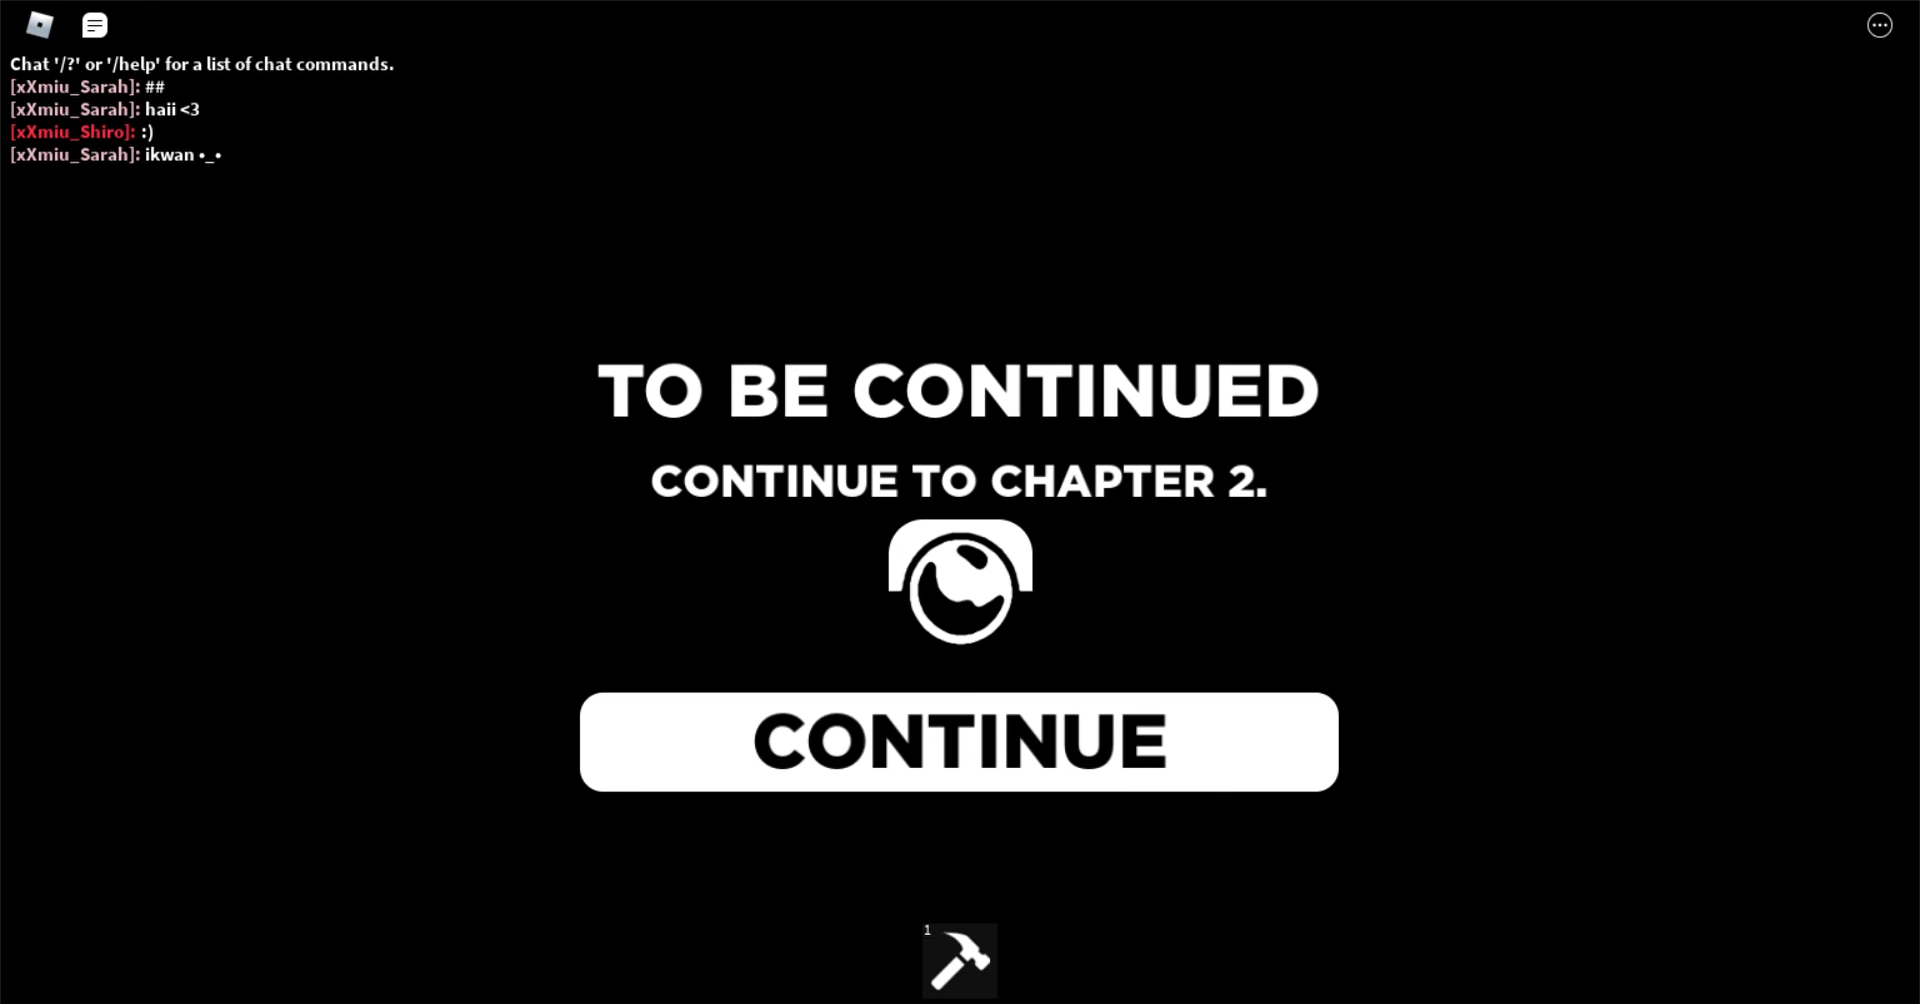 Chat '/?' or '/help' for a list of chat commands.
[xXmiu_Sarah]: ##
[xXmiu_Sarah]: haii <3
[xXmiu_Shiro]: :)
[xXmiu_Sarah]: ikwan •_•
TO BE CONTINUED
CONTINUE TO CHAPTER 2.
CONTINUE
1